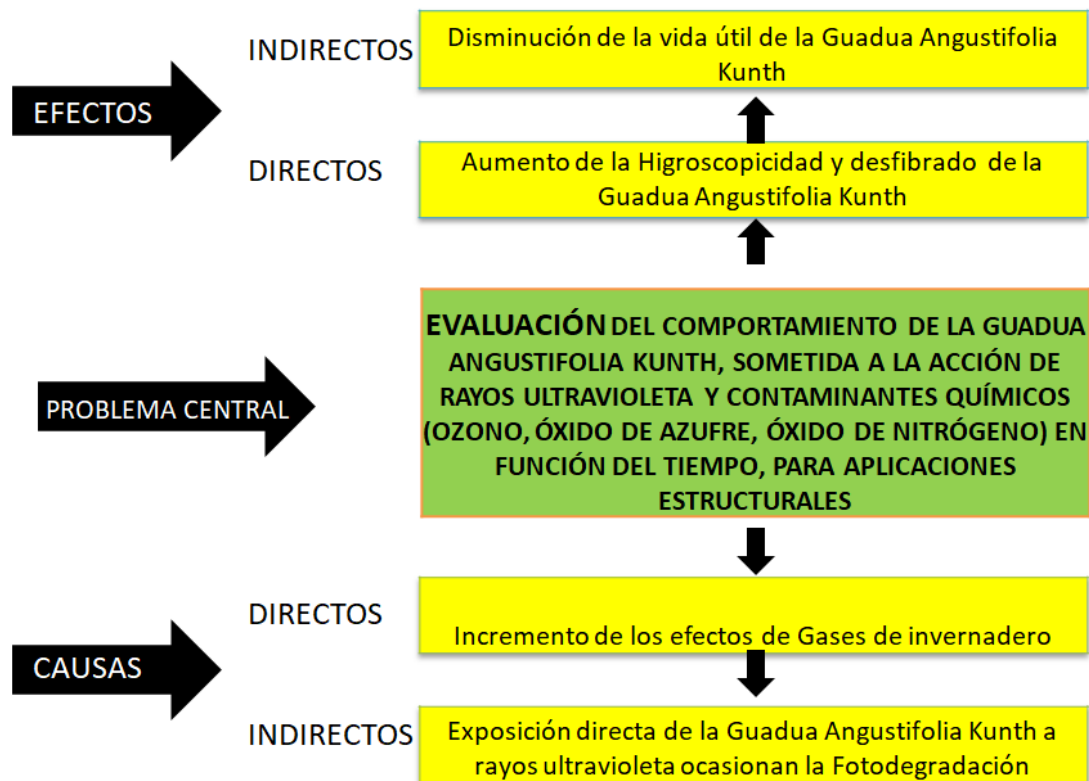 INDIRECTOS
Disminución de la vida útil de la Guadua Angustifolia
Kunth
EFECTOS
DIRECTOS
Aumento de la Higroscopicidad y desfibrado de la
Guadua Angustifolia Kunth
PROBLEMA CENTRAL
EVALUACIÓN DEL COMPORTAMIENTO DE LA GUADUA
ANGUSTIFOLIA KUNTH, SOMETIDA A LA ACCIÓN DE
RAYOS ULTRAVIOLETA Y CONTAMINANTES QUÍMICOS
(OZONO, ÓXIDO DE AZUFRE, ÓXIDO DE NITRÓGENO) EN
FUNCIÓN DEL TIEMPO, PARA APLICACIONES
ESTRUCTURALES
DIRECTOS
Incremento de los efectos de Gases de invernadero
CAUSAS
INDIRECTOS
Exposición directa de la Guadua Angustifolia Kunth a
rayos ultravioleta ocasionan la Fotodegradación